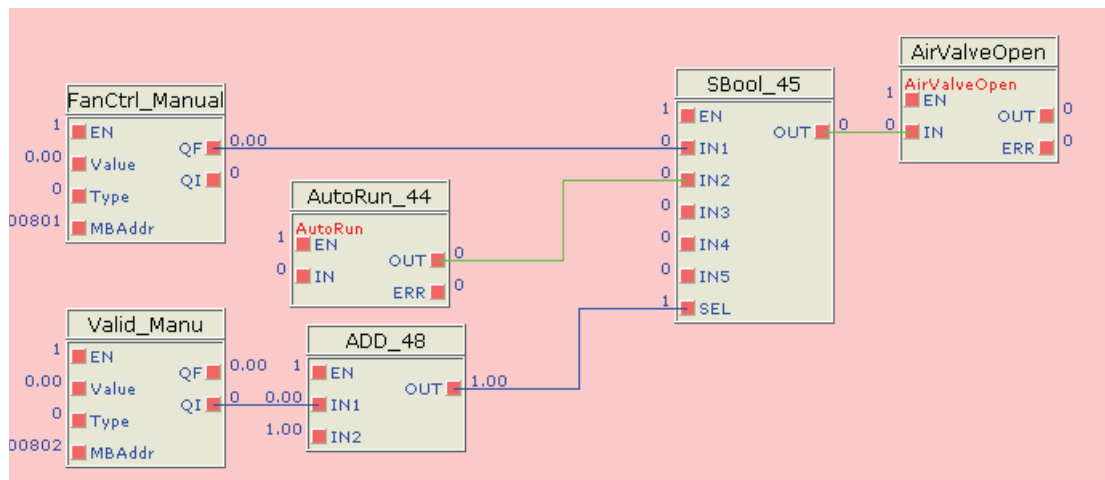 AirValveOpen
AirValveOpen
1 EN
OUT 0
0 IN
ERR 0
SBool_45
1 EN
OUT 0
0 IN1
0 IN2
0 IN3
0 IN4
0 IN5
1 SEL
FanCtrl_Manual
1 EN
QF 0.00
0.00 Value
QI 0
0 Type
00801 MBAddr
AutoRun_44
AutoRun
1 EN
OUT 0
0 IN
ERR 0
Valid_Manu
1 EN
QF 0.00
0.00 Value
QI 0
0 Type
00802 MBAddr
ADD_48
1 EN
OUT 1.00
0.00 IN1
1.00 IN2